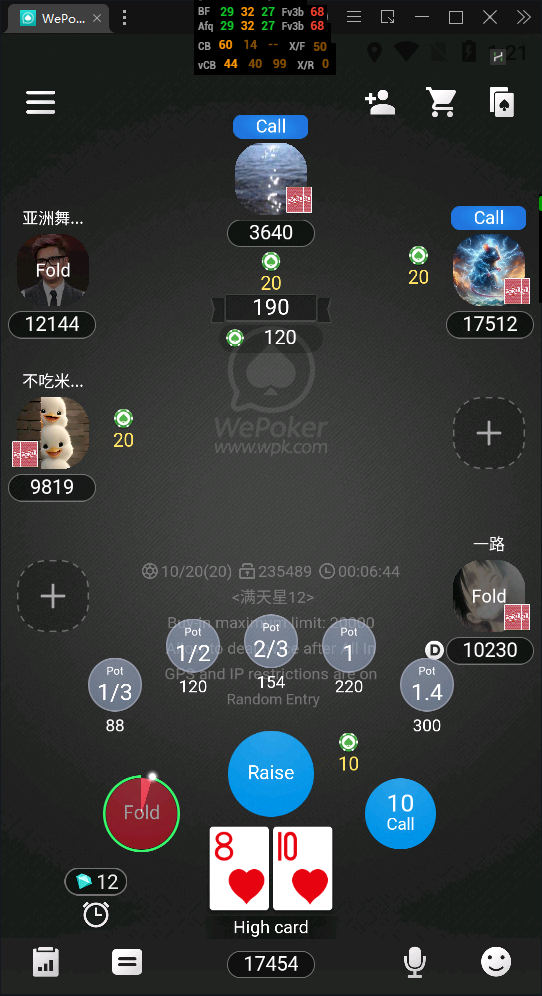 WePo...
BF 29 32 27 Fv3b 68
Afq 29 32 27 Fv3b 68
CB 60 14 -- X/F 50
vCB 44 40 99 X/R 0
21
Call
亚洲舞...
Fold
12144
3640
20
Call
20
17512
190
120
WePoker
www.wpk.com
不吃米...
20
9819
10/20(20) 235489 00:06:44
<满天星12>
Buy in maximum limit: 20000
GPS and IP restrictions are on
Random Entry
一路
Fold
D
10230
Pot
1/3
88
Pot
1/2
120
Pot
2/3
154
Pot
1
220
Pot
1.4
300
Raise
10
Fold
10
Call
8
10
12
High card
17454